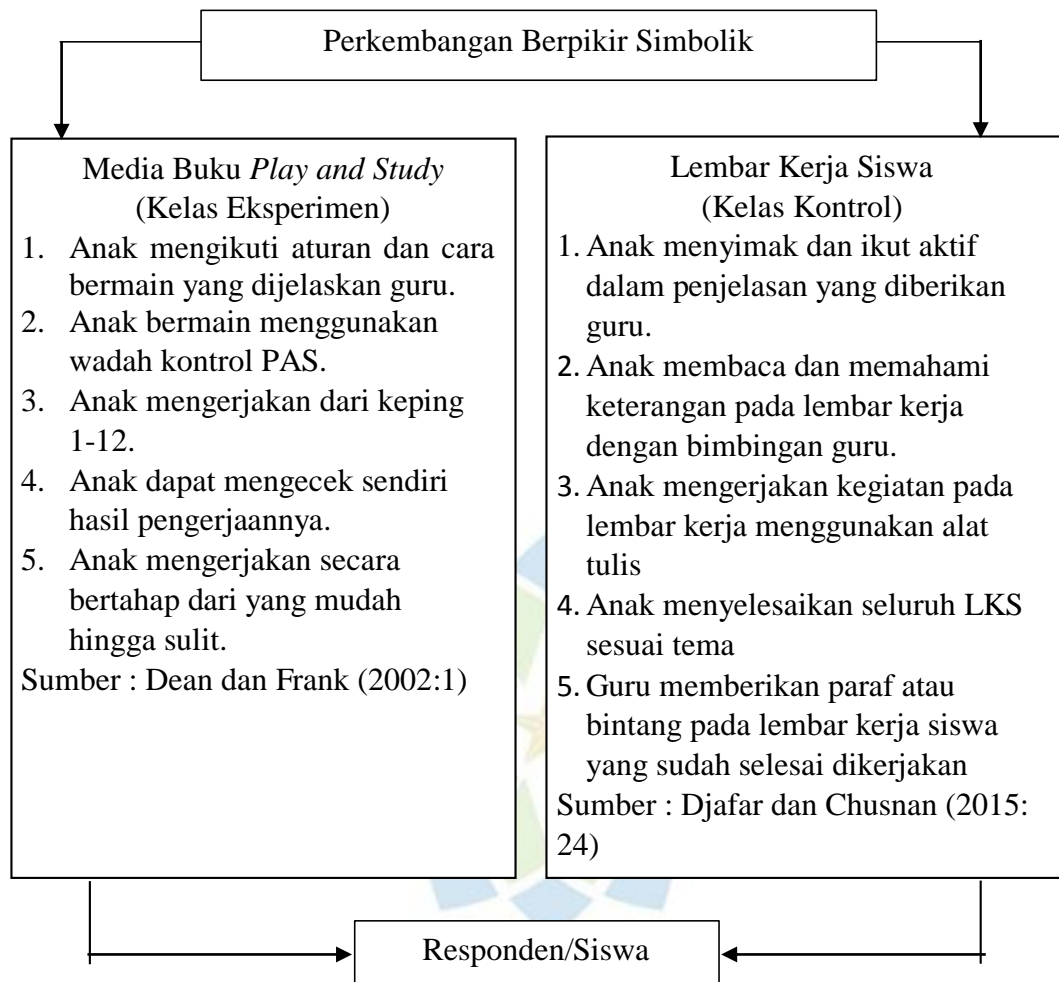 Perkembangan Berpikir Simbolik
Media Buku Play and Study
(Kelas Eksperimen)
1. Anak mengikuti aturan dan cara
bermain yang dijelaskan guru.
2. Anak bermain menggunakan
wadah kontrol PAS.
3. Anak mengerjakan dari keping
1-12.
4. Anak dapat mengecek sendiri
hasil pengerjaannya.
5. Anak mengerjakan secara
bertahap dari yang mudah
hingga sulit.
Sumber : Dean dan Frank (2002:1)
Lembar Kerja Siswa
(Kelas Kontrol)
1. Anak menyimak dan ikut aktif
dalam penjelasan yang diberikan
guru.
2. Anak membaca dan memahami
keterangan pada lembar kerja
dengan bimbingan guru.
3. Anak mengerjakan kegiatan pada
lembar kerja menggunakan alat
tulis
4. Anak menyelesaikan seluruh LKS
sesuai tema
5. Guru memberikan paraf atau
bintang pada lembar kerja siswa
yang sudah selesai dikerjakan
Sumber : Djafar dan Chusnan (2015:
24)
Responden/Siswa